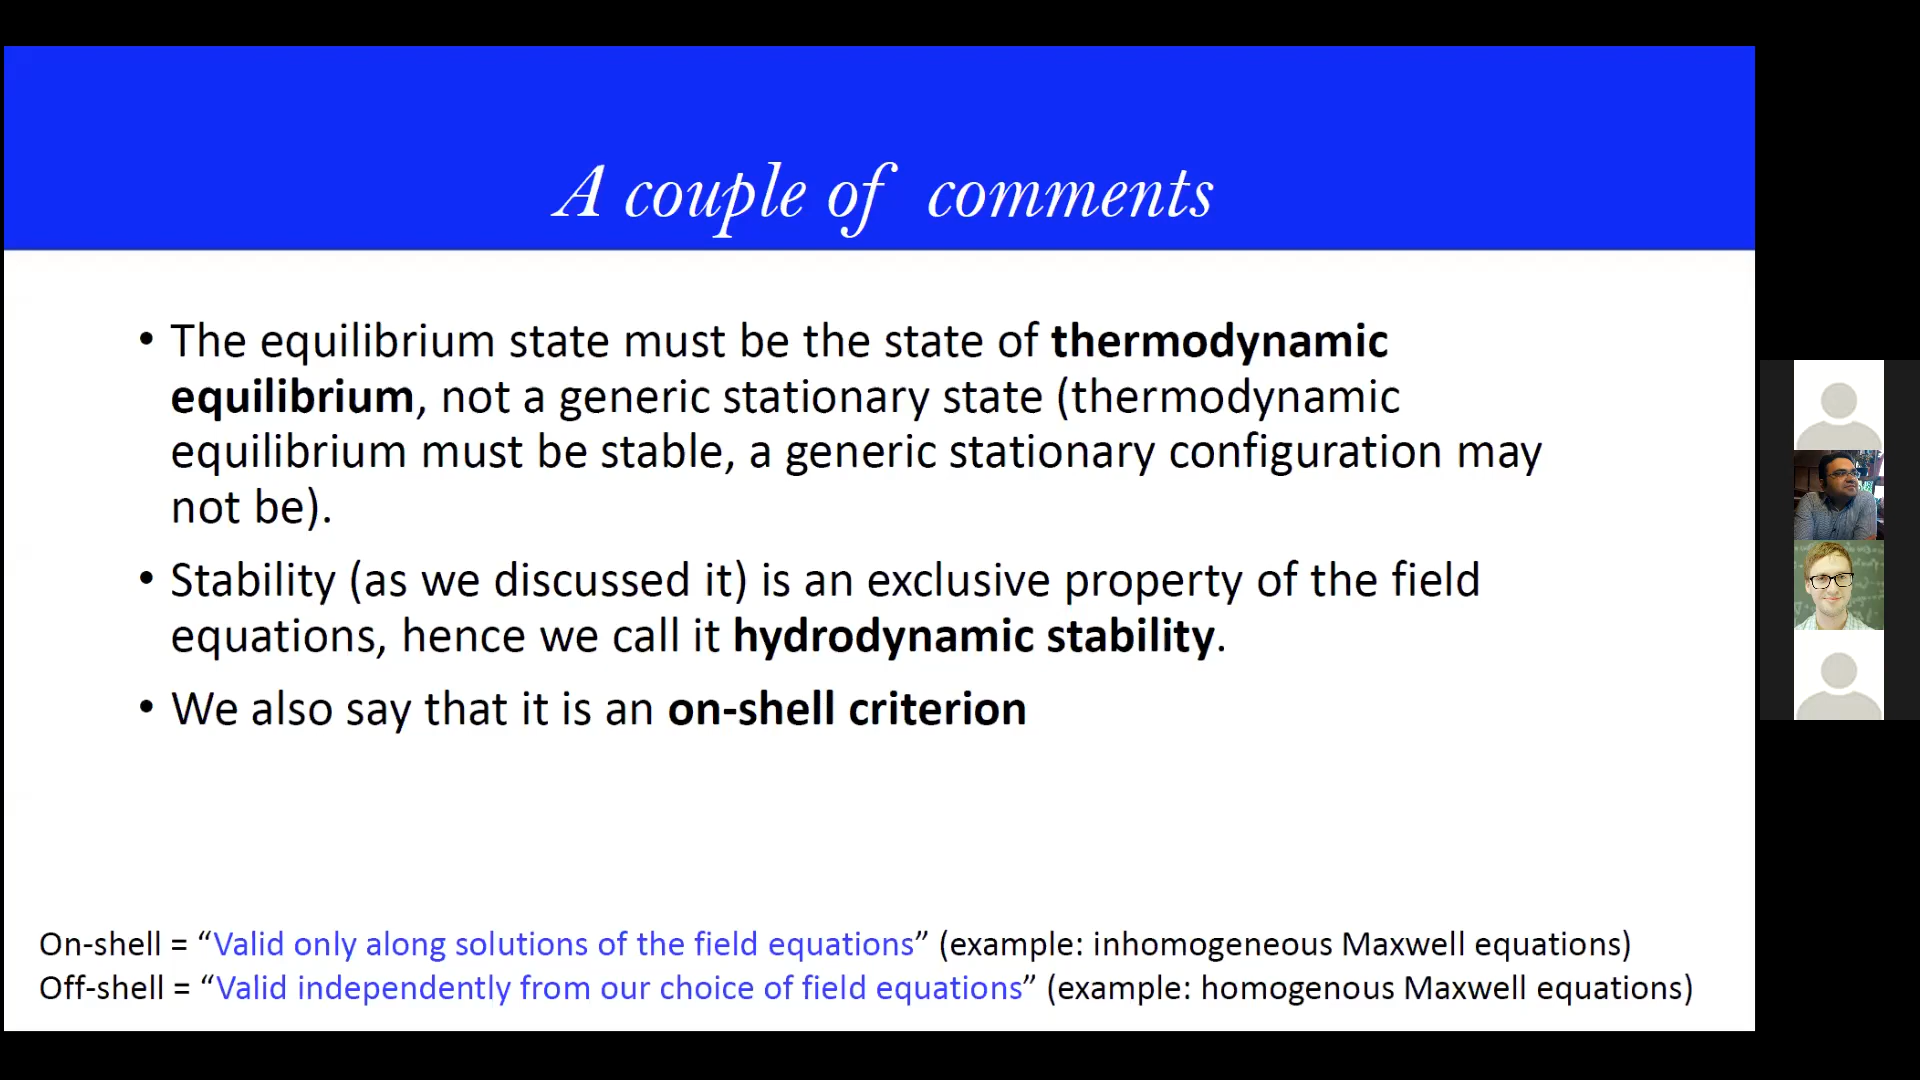 A couple of comments
• The equilibrium state must be the state of thermodynamic
equilibrium, not a generic stationary state (thermodynamic
equilibrium must be stable, a generic stationary configuration may
not be).
• Stability (as we discussed it) is an exclusive property of the field
equations, hence we call it hydrodynamic stability.
• We also say that it is an on-shell criterion
On-shell = “Valid only along solutions of the field equations” (example: inhomogeneous Maxwell equations)
Off-shell = “Valid independently from our choice of field equations” (example: homogenous Maxwell equations)